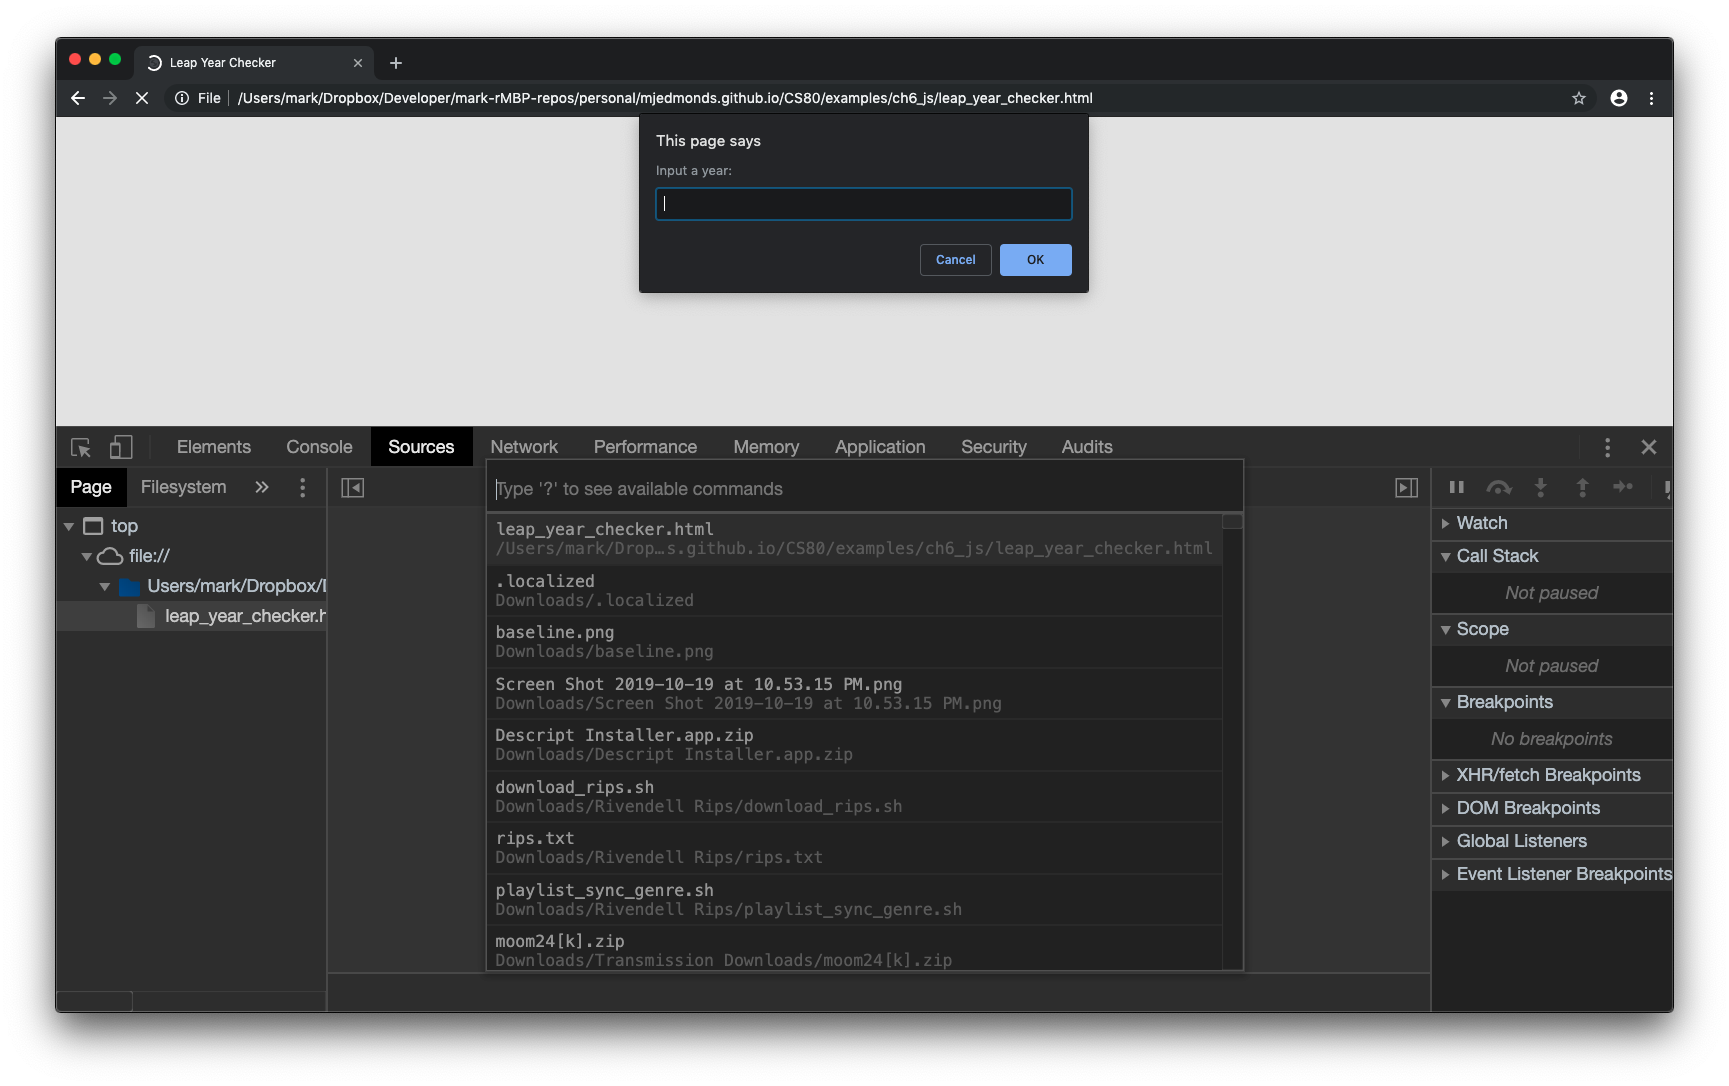 Leap Year Checker
File
/Users/mark/Dropbox/Developer/mark-rMBP-repos/personal/mjedmonds.github.io/CS80/examples/ch6_js/leap_year_checker.html
This page says
Input a year:
Cancel
OK
Elements Console Sources Network Performance Memory Application Security Audits
Page Filesystem »
Type '?' to see available commands
top
file://
Users/mark/Dropbox/D
leap_year_checker.h
leap_year_checker.html
/Users/mark/Drop…s.github.io/CS80/examples/ch6_js/leap_year_checker.html
.localized
Downloads/.localized
baseline.png
Downloads/baseline.png
Screen Shot 2019-10-19 at 10.53.15 PM.png
Downloads/Screen Shot 2019-10-19 at 10.53.15 PM.png
Descript Installer.app.zip
Downloads/Descript Installer.app.zip
download_rips.sh
Downloads/Rivendell Rips/download_rips.sh
rips.txt
Downloads/Rivendell Rips/rips.txt
playlist_sync_genre.sh
Downloads/Rivendell Rips/playlist_sync_genre.sh
moom24[k].zip
Downloads/Transmission Downloads/moom24[k].zip
Watch
Call Stack
Not paused
Scope
Not paused
Breakpoints
No breakpoints
XHR/fetch Breakpoints
DOM Breakpoints
Global Listeners
Event Listener Breakpoints